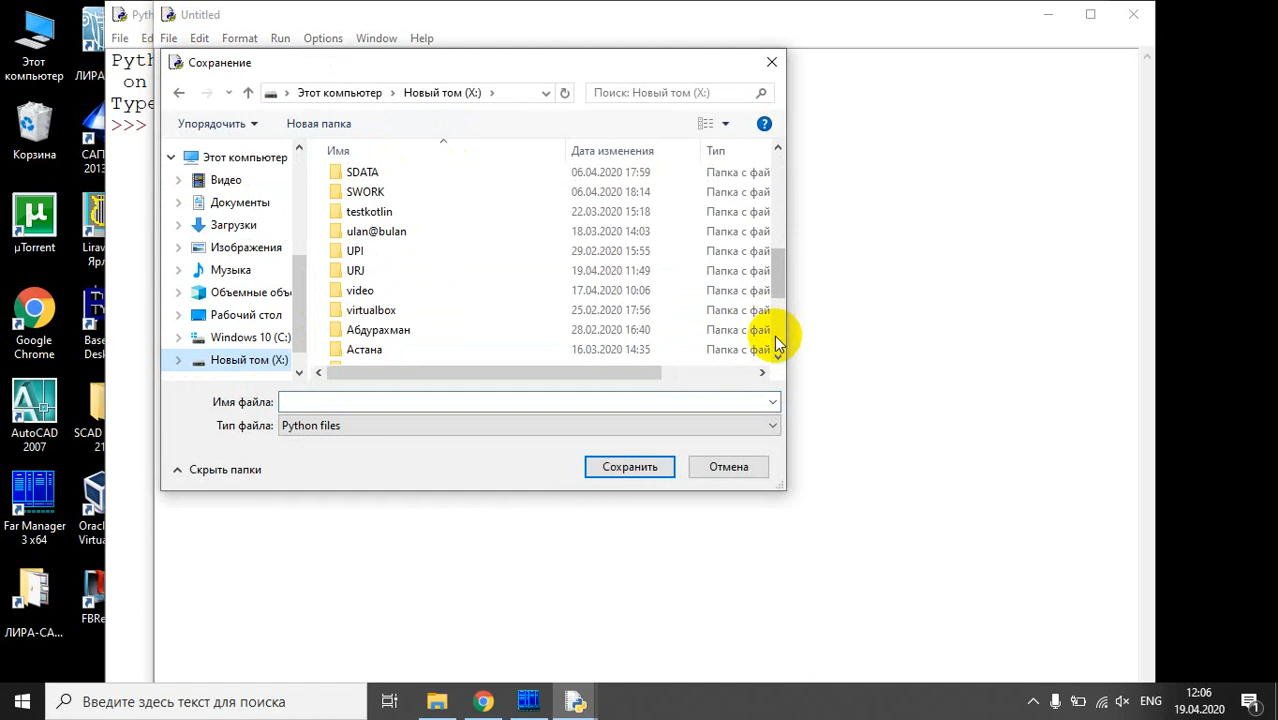 Этот
компьютер
Корзина
µTorrent
Google
Chrome
AutoCAD
2007
Far Manager
3 x64
ЛИРА-СА...
ЛИР
САП
2013
Lirav
Ярл
Base
Desk
SCAD
21
Orac
V
FBRe
Pyth
File Ed
Pyth
on
Type
>>>
Untitled
File Edit Format Run Options Window Help
Сохранение
Этот компьютер Новый том (X:)
Поиск: Новый том (X:)
Упорядочить Новая папка
Этот компьютер
Видео
Документы
Загрузки
Изображения
Музыка
Объемные объ
Рабочий стол
Windows 10 (C:)
Новый том (X:)
Имя Дата изменения Тип
SDATA 06.04.2020 17:59 Папка с фай
SWORK 06.04.2020 18:14 Папка с фай
testkotlin 22.03.2020 15:18 Папка с фай
ulan@bulan 18.03.2020 14:03 Папка с фай
UPI 29.02.2020 15:55 Папка с фай
URJ 19.04.2020 11:49 Папка с фай
video 17.04.2020 10:06 Папка с фай
virtualbox 25.02.2020 17:56 Папка с фай
Абдурахман 28.02.2020 16:40 Папка с фай
Астана 16.03.2020 14:35 Папка с фай
Имя файла:
Тип файла: Python files
Скрыть папки
Сохранить Отмена
Введите здесь текст для поиска
ENG
12:06
19.04.2020
1